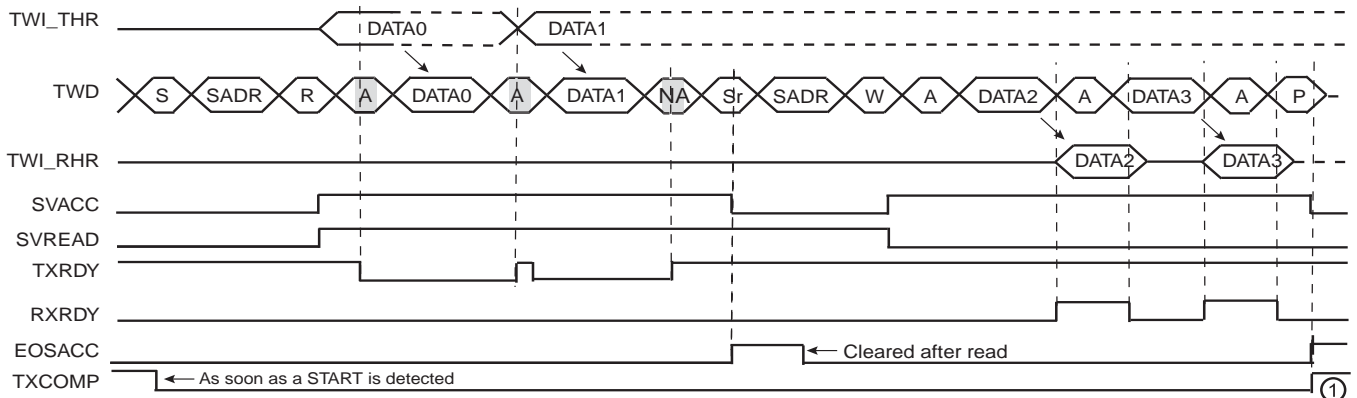 TWI_THR DATA0 DATA1
TWD S SADR R A DATA0 A DATA1 NA Sr SADR W A DATA2 A DATA3 A P
TWI_RHR DATA2 DATA3
SVACC
SVREAD
TXRDY
RXRDY
EOSACC Cleared after read
TXCOMP As soon as a START is detected 1